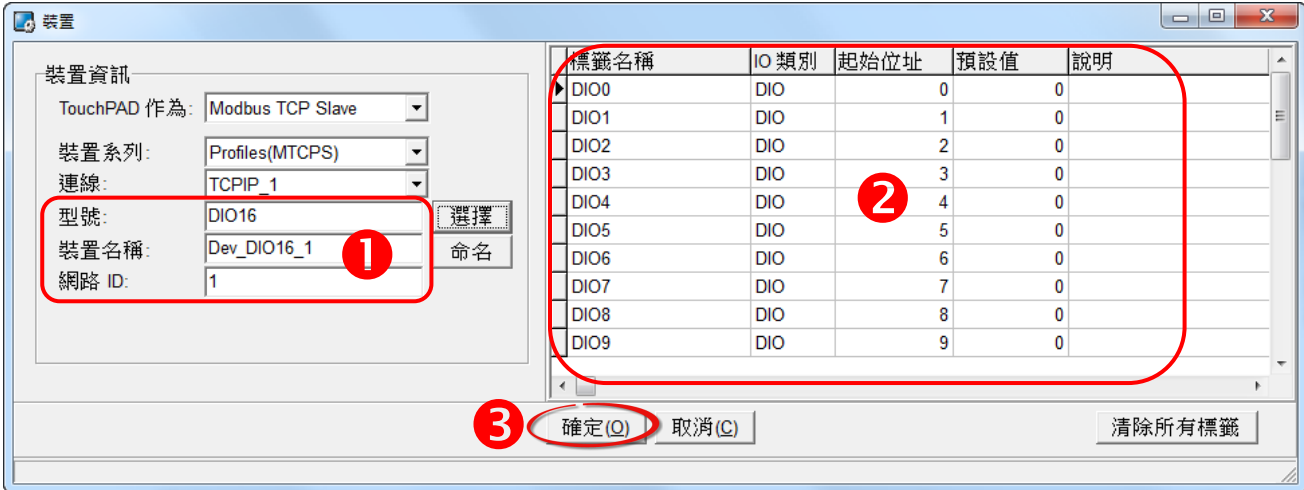 裝置
裝置資訊
TouchPAD 作為: Modbus TCP Slave
裝置系列: Profiles(MTCPS)
連線: TCPIP_1
型號: DIO16 選擇
裝置名稱: Dev_DIO16_1 命名
網路 ID: 1
❶
標籤名稱 IO 類別 起始位址 預設值 說明
DIO0 DIO 0 0
DIO1 DIO 1 0
DIO2 DIO 2 0
DIO3 DIO 3 0
DIO4 DIO 4 0
DIO5 DIO 5 0
DIO6 DIO 6 0
DIO7 DIO 7 0
DIO8 DIO 8 0
DIO9 DIO 9 0
❷
❸ 確定(O) 取消(C) 清除所有標籤